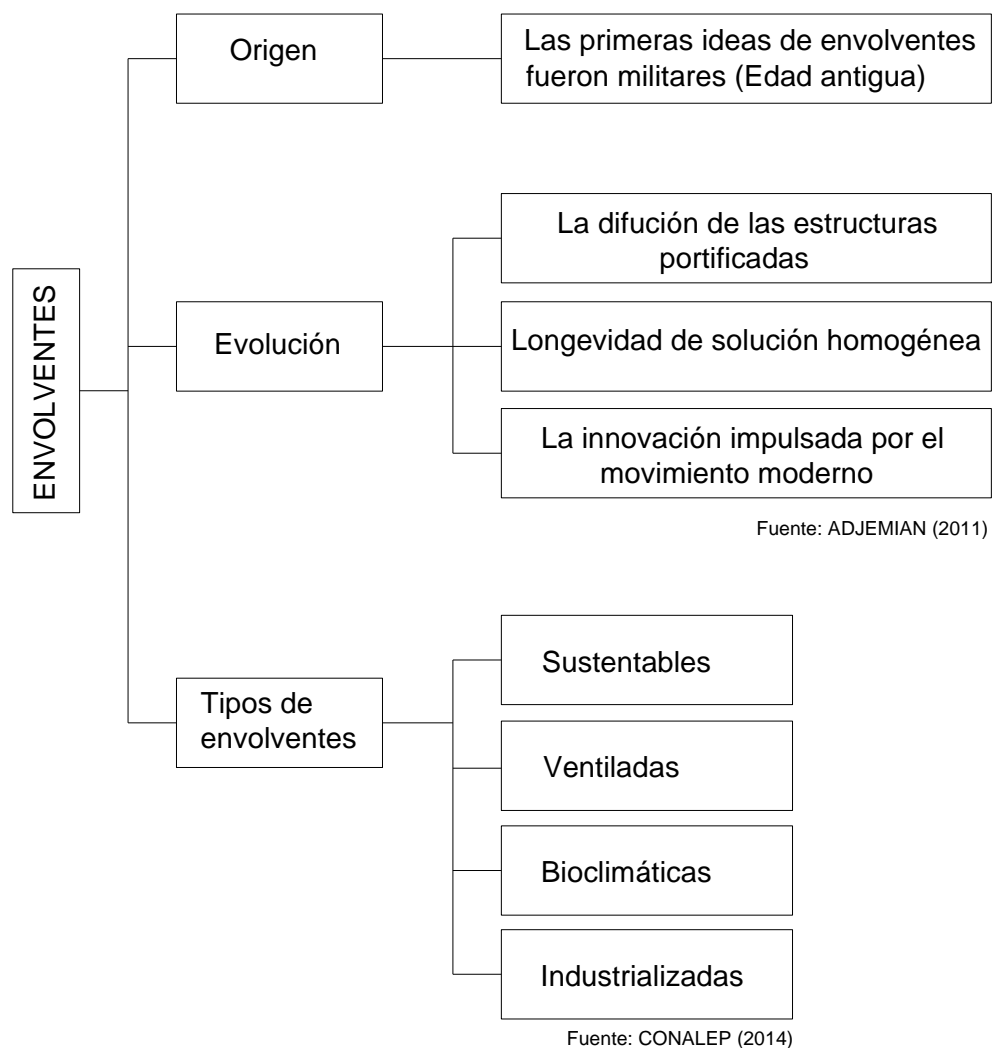 ENVOLVENTES
Origen
Las primeras ideas de envolventes
fueron militares (Edad antigua)
Evolución
La difución de las estructuras
portificadas
Longevidad de solución homogénea
La innovación impulsada por el
movimiento moderno
Fuente: ADJEMIAN (2011)
Tipos de
envolventes
Sustentables
Ventiladas
Bioclimáticas
Industrializadas
Fuente: CONALEP (2014)